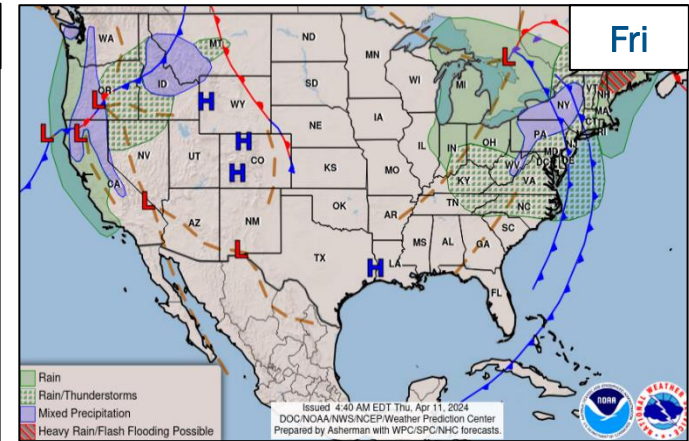 Fri
WA
MT
ND
MN
OR
ID
WY
SD
WI
MI
NY
VT
NH
MA
CT
RI
NE
IA
IL
IN
OH
PA
NJ
MD
DE
DC
WV
VA
NV
UT
CO
KS
MO
KY
CA
AZ
NM
OK
AR
TN
NC
SC
TX
LA
MS
AL
GA
FL
L
L
L
L
L
L
H
H
H
H
Rain
Rain/Thunderstorms
Mixed Precipitation
Heavy Rain/Flash Flooding Possible
Issued 4:40 AM EDT Thu, Apr 11, 2024
DOC/NOAA/NWS/NCEP/Weather Prediction Center
Prepared by Asherman with WPC/SPC/NHC forecasts.
NOAA